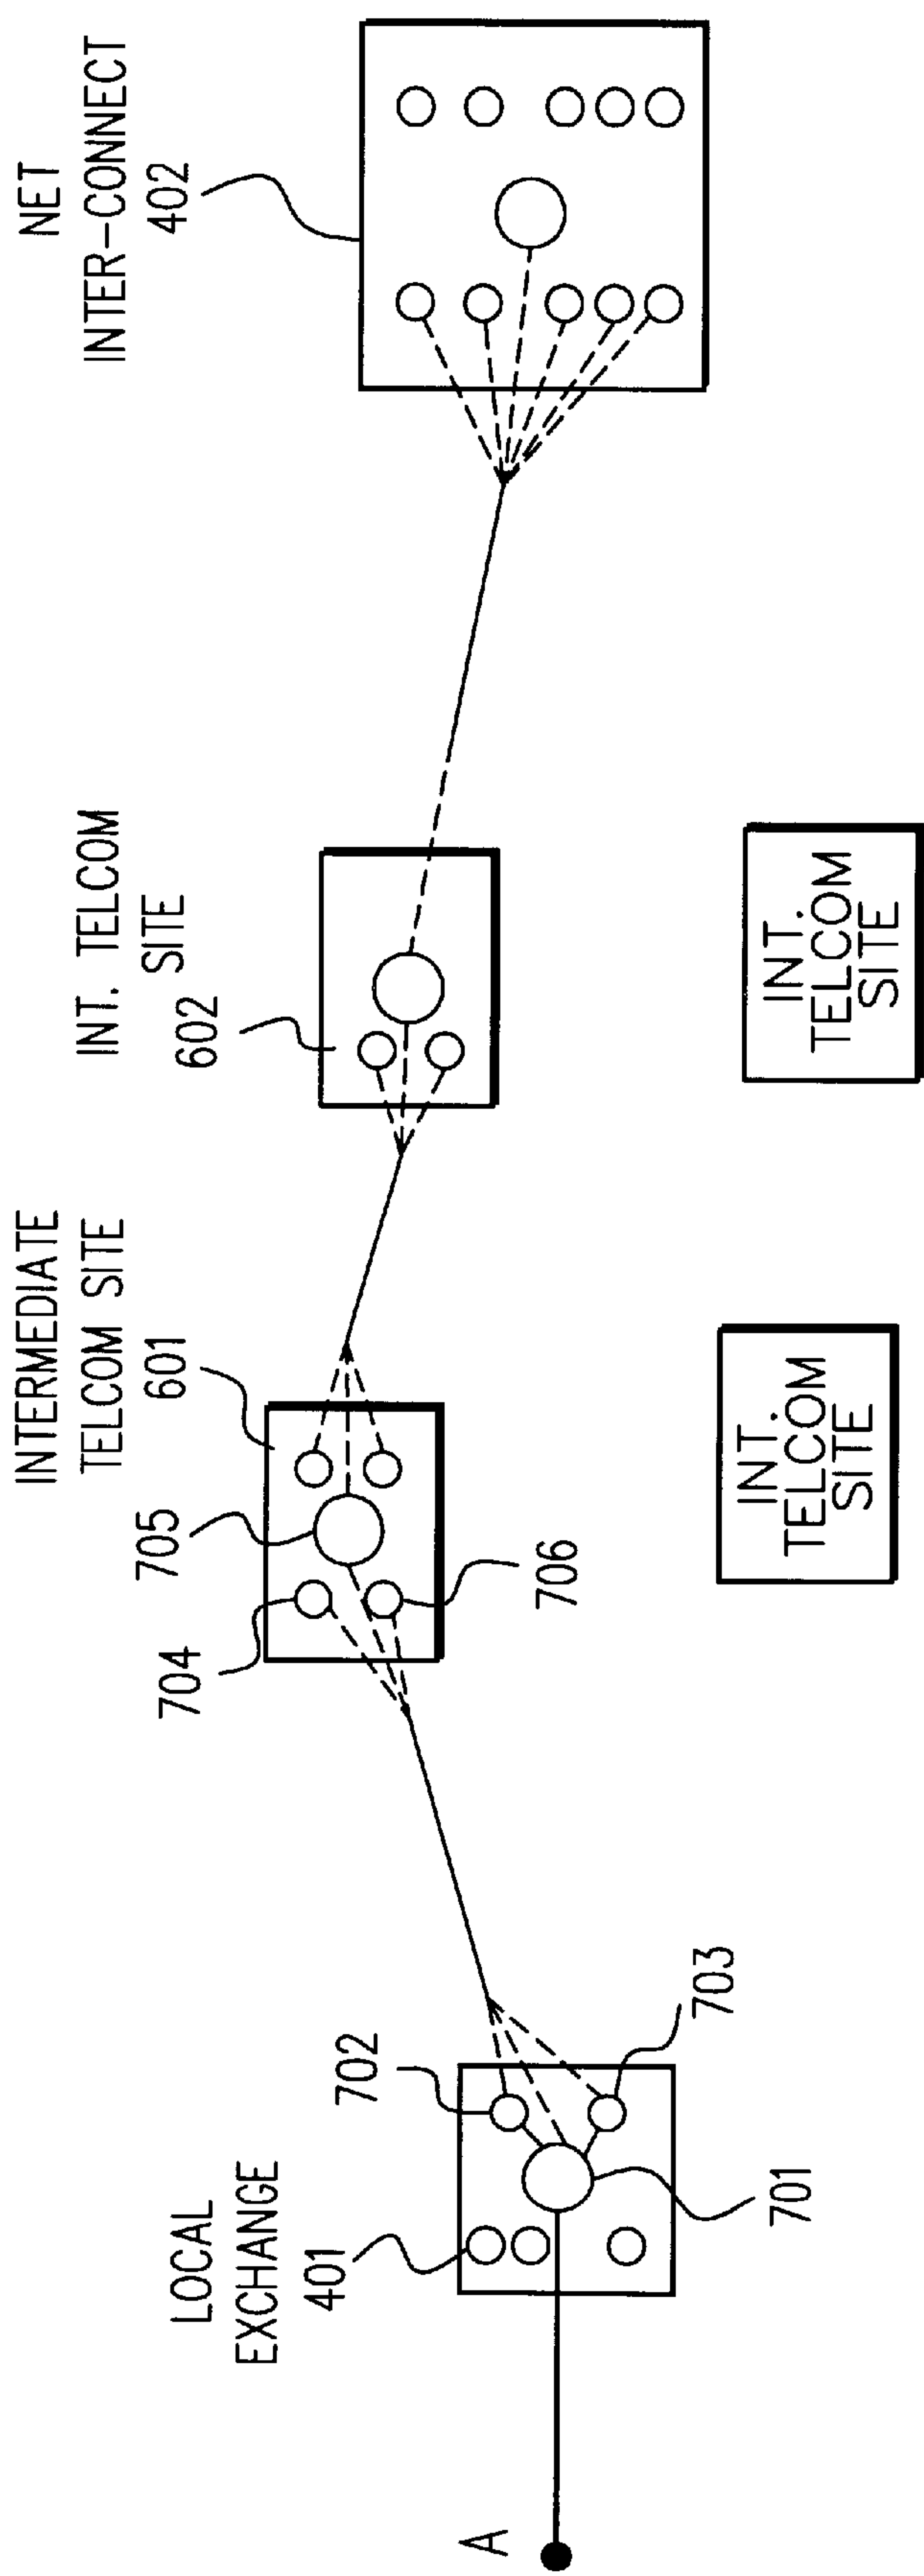 A
LOCAL
EXCHANGE
401
702
701
703
INTERMEDIATE
TELCOM SITE
601
704
705
706
INT. TELCOM
SITE
602
NET
INTER-CONNECT
402
INT.
TELCOM
SITE
INT.
TELCOM
SITE